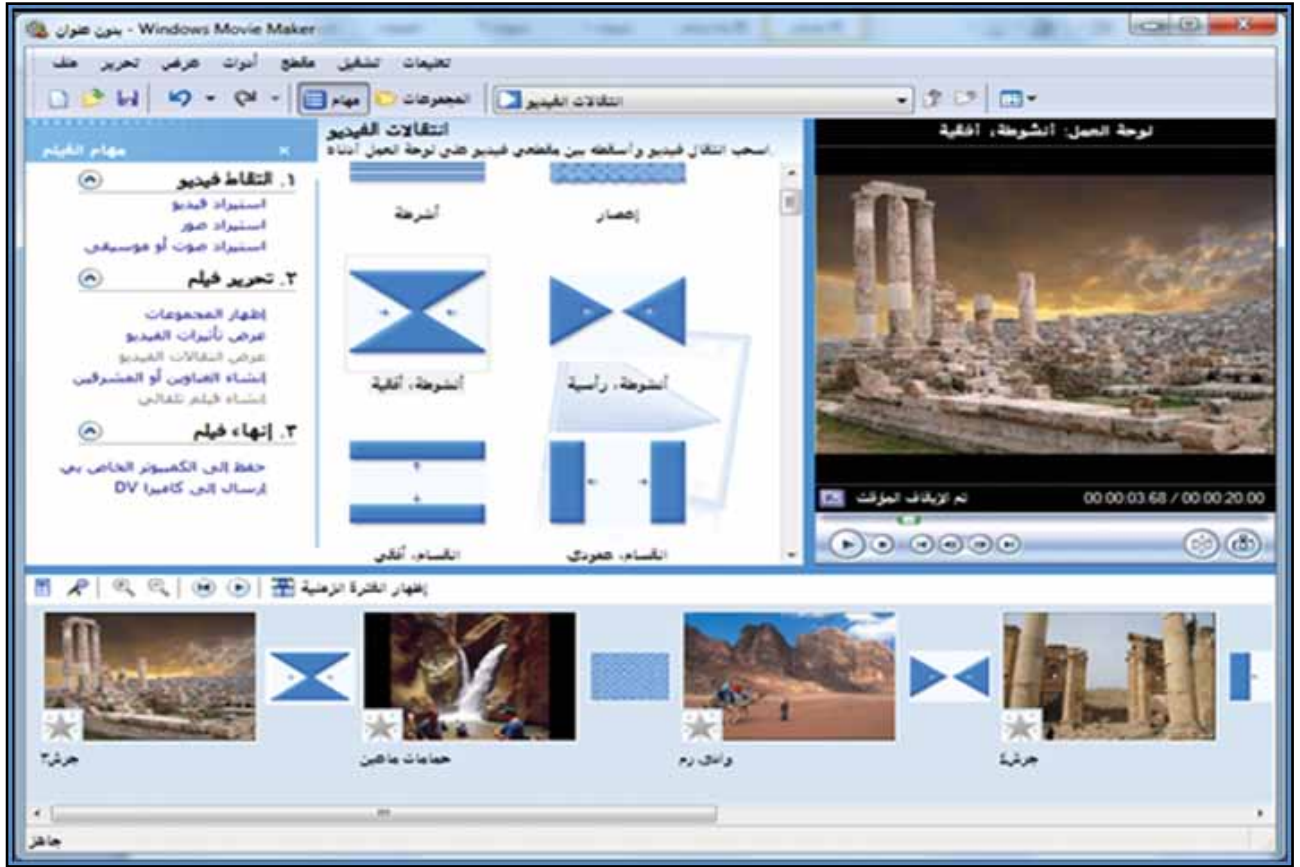 بدون عنوان - Windows Movie Maker
ملف تحرير عرض أدوات مقطع تشغيل تعليمات
مهام المجموعات انتقالات الفيديو
مهام الفيلم
١. التقاط فيديو
استيراد فيديو
استيراد صور
استيراد صوت أو موسيقى
٢. تحرير فيلم
إظهار المجموعات
عرض تأثيرات الفيديو
عرض انتقالات الفيديو
إنشاء العناوين أو المشرفين
إنشاء فيلم تلقائي
٣. إنهاء فيلم
حفظ إلى الكمبيوتر الخاص بي
إرسال إلى كاميرا DV
انتقالات الفيديو
اسحب انتقال فيديو وأسقطه بين مقطعي فيديو على لوحة العمل أدناه.
أشرطة
إعصار
أنشوطة، أفقية
أنشوطة، رأسية
انقسام، أفقي
انقسام، عمودي
لوحة العمل: أنشوطة، أفقية
تم الإيقاف المؤقت
00:00:03.68 / 00:00:20.00
إظهار الفترة الزمنية
جرش٣
حمامات ماعين
وادي رم
جرش٤
جاهز